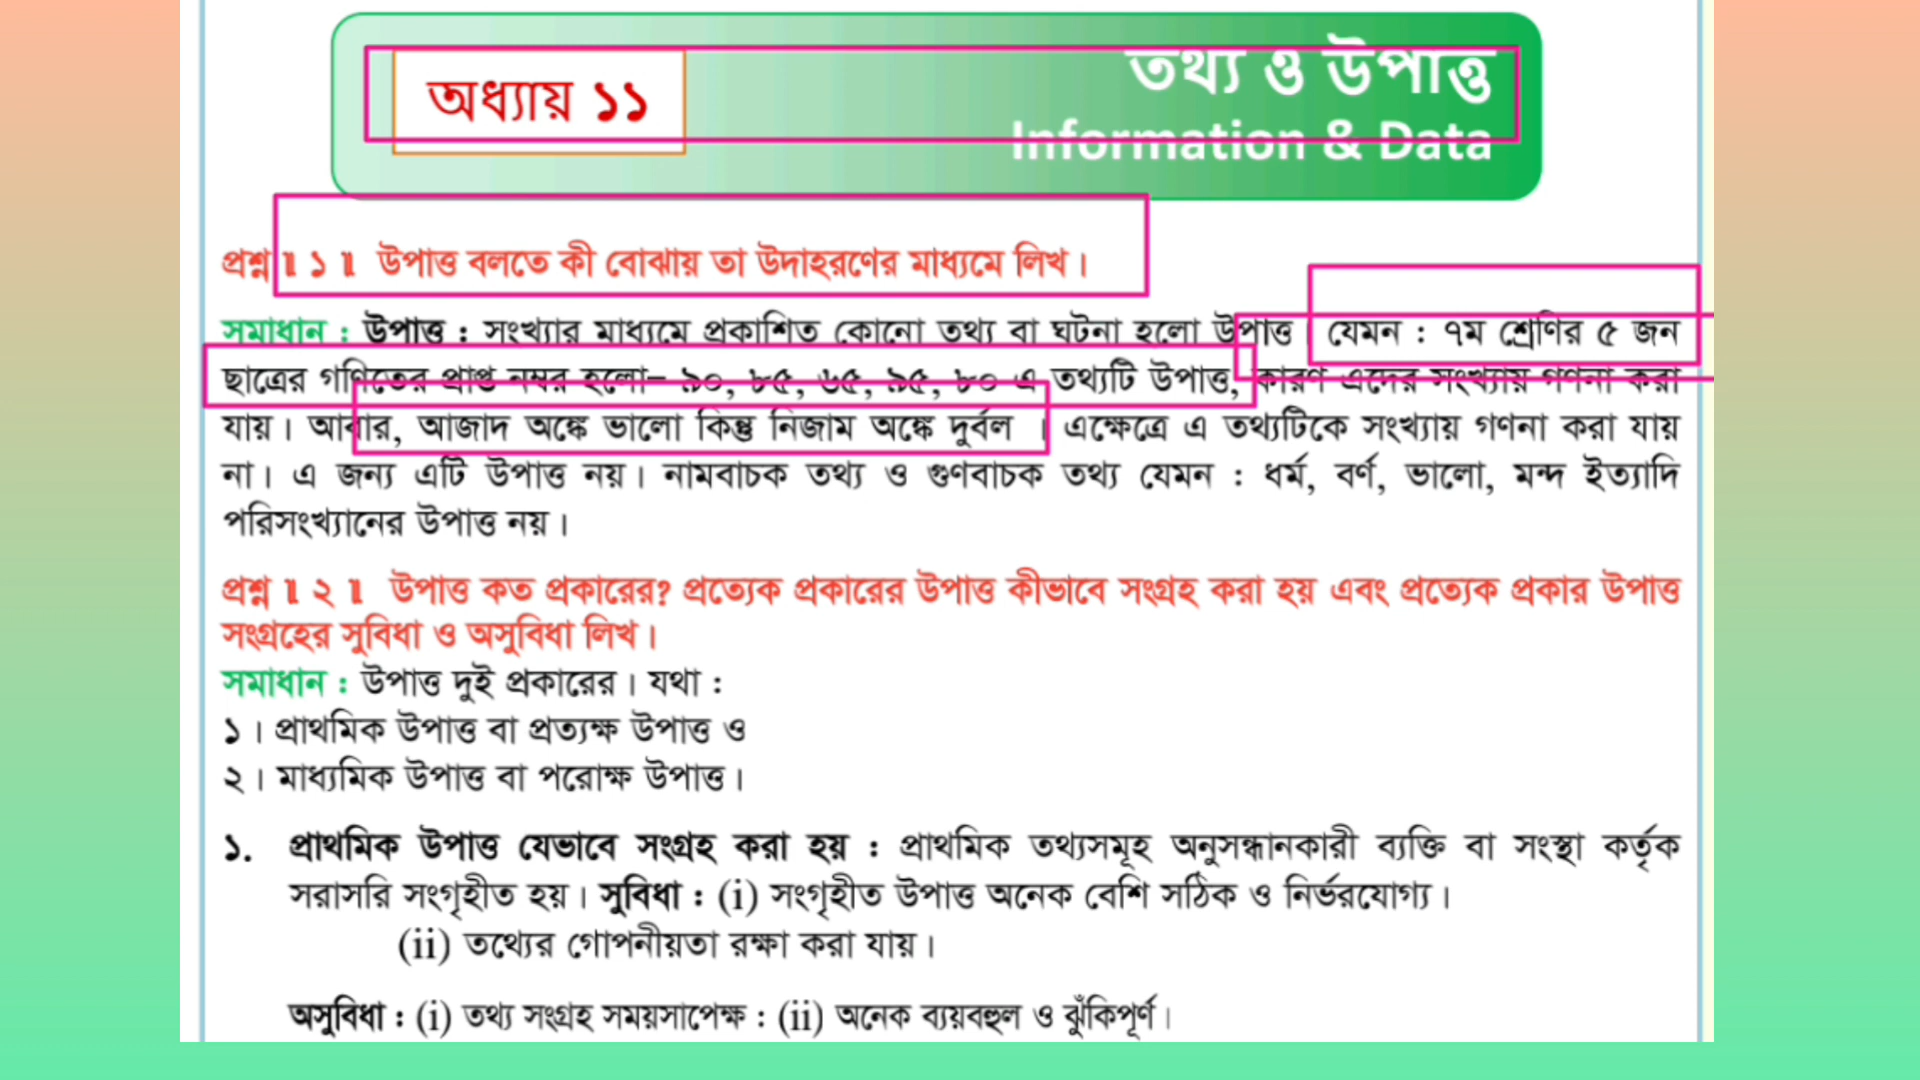 অধ্যায় ১১
তথ্য ও উপাত্ত
Information & Data
প্রশ্ন ॥ ১ ॥ উপাত্ত বলতে কী বোঝায় তা উদাহরণের মাধ্যমে লিখ।
সমাধান : উপাত্ত : সংখ্যার মাধ্যমে প্রকাশিত কোনো তথ্য বা ঘটনা হলো উপাত্ত। যেমন : ৭ম শ্রেণির ৫ জন
ছাত্রের গণিতের প্রাপ্ত নম্বর হলো– ৯০, ৮৫, ৬৫, ৯৫, ৮০ এ তথ্যটি উপাত্ত, কারণ এদের সংখ্যায় গণনা করা
যায়। আবার, আজাদ অঙ্কে ভালো কিন্তু নিজাম অঙ্কে দুর্বল । এক্ষেত্রে এ তথ্যটিকে সংখ্যায় গণনা করা যায়
না। এ জন্য এটি উপাত্ত নয়। নামবাচক তথ্য ও গুণবাচক তথ্য যেমন : ধর্ম, বর্ণ, ভালো, মন্দ ইত্যাদি
পরিসংখ্যানের উপাত্ত নয়।
প্রশ্ন ॥ ২ ॥ উপাত্ত কত প্রকারের? প্রত্যেক প্রকারের উপাত্ত কীভাবে সংগ্রহ করা হয় এবং প্রত্যেক প্রকার উপাত্ত
সংগ্রহের সুবিধা ও অসুবিধা লিখ।
সমাধান : উপাত্ত দুই প্রকারের। যথা :
১। প্রাথমিক উপাত্ত বা প্রত্যক্ষ উপাত্ত ও
২। মাধ্যমিক উপাত্ত বা পরোক্ষ উপাত্ত।
১. প্রাথমিক উপাত্ত যেভাবে সংগ্রহ করা হয় : প্রাথমিক তথ্যসমূহ অনুসন্ধানকারী ব্যক্তি বা সংস্থা কর্তৃক
সরাসরি সংগৃহীত হয়। সুবিধা : (i) সংগৃহীত উপাত্ত অনেক বেশি সঠিক ও নির্ভরযোগ্য।
(ii) তথ্যের গোপনীয়তা রক্ষা করা যায়।
অসুবিধা : (i) তথ্য সংগ্রহ সময়সাপেক্ষ : (ii) অনেক ব্যয়বহুল ও ঝুঁকিপূর্ণ।